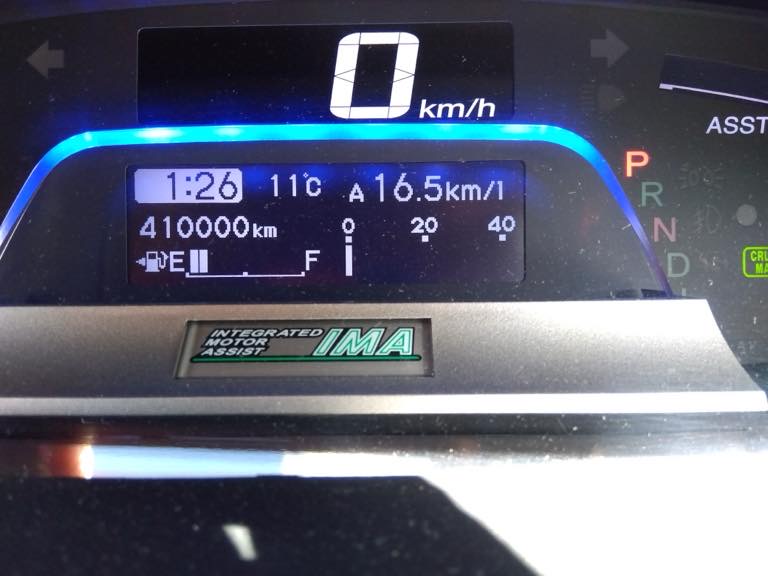 0 km/h
ASST
1:26 11°C A 16.5km/l
410000km 0 20 40
E F
P
R
N
D
INTEGRATED
MOTOR
ASSIST
IMA